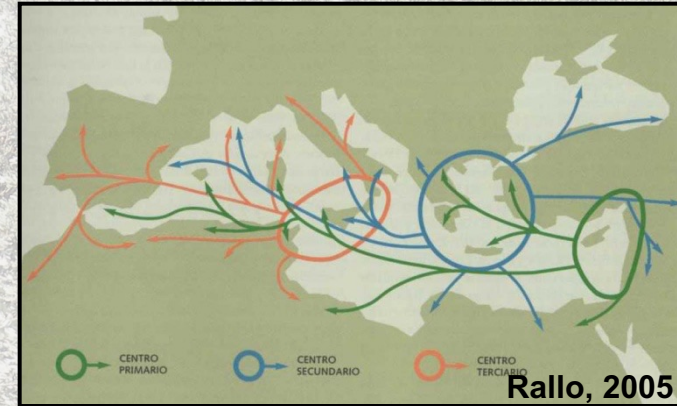 CENTRO
PRIMARIO
CENTRO
SECUNDARIO
CENTRO
TERCIARIO
Rallo, 2005